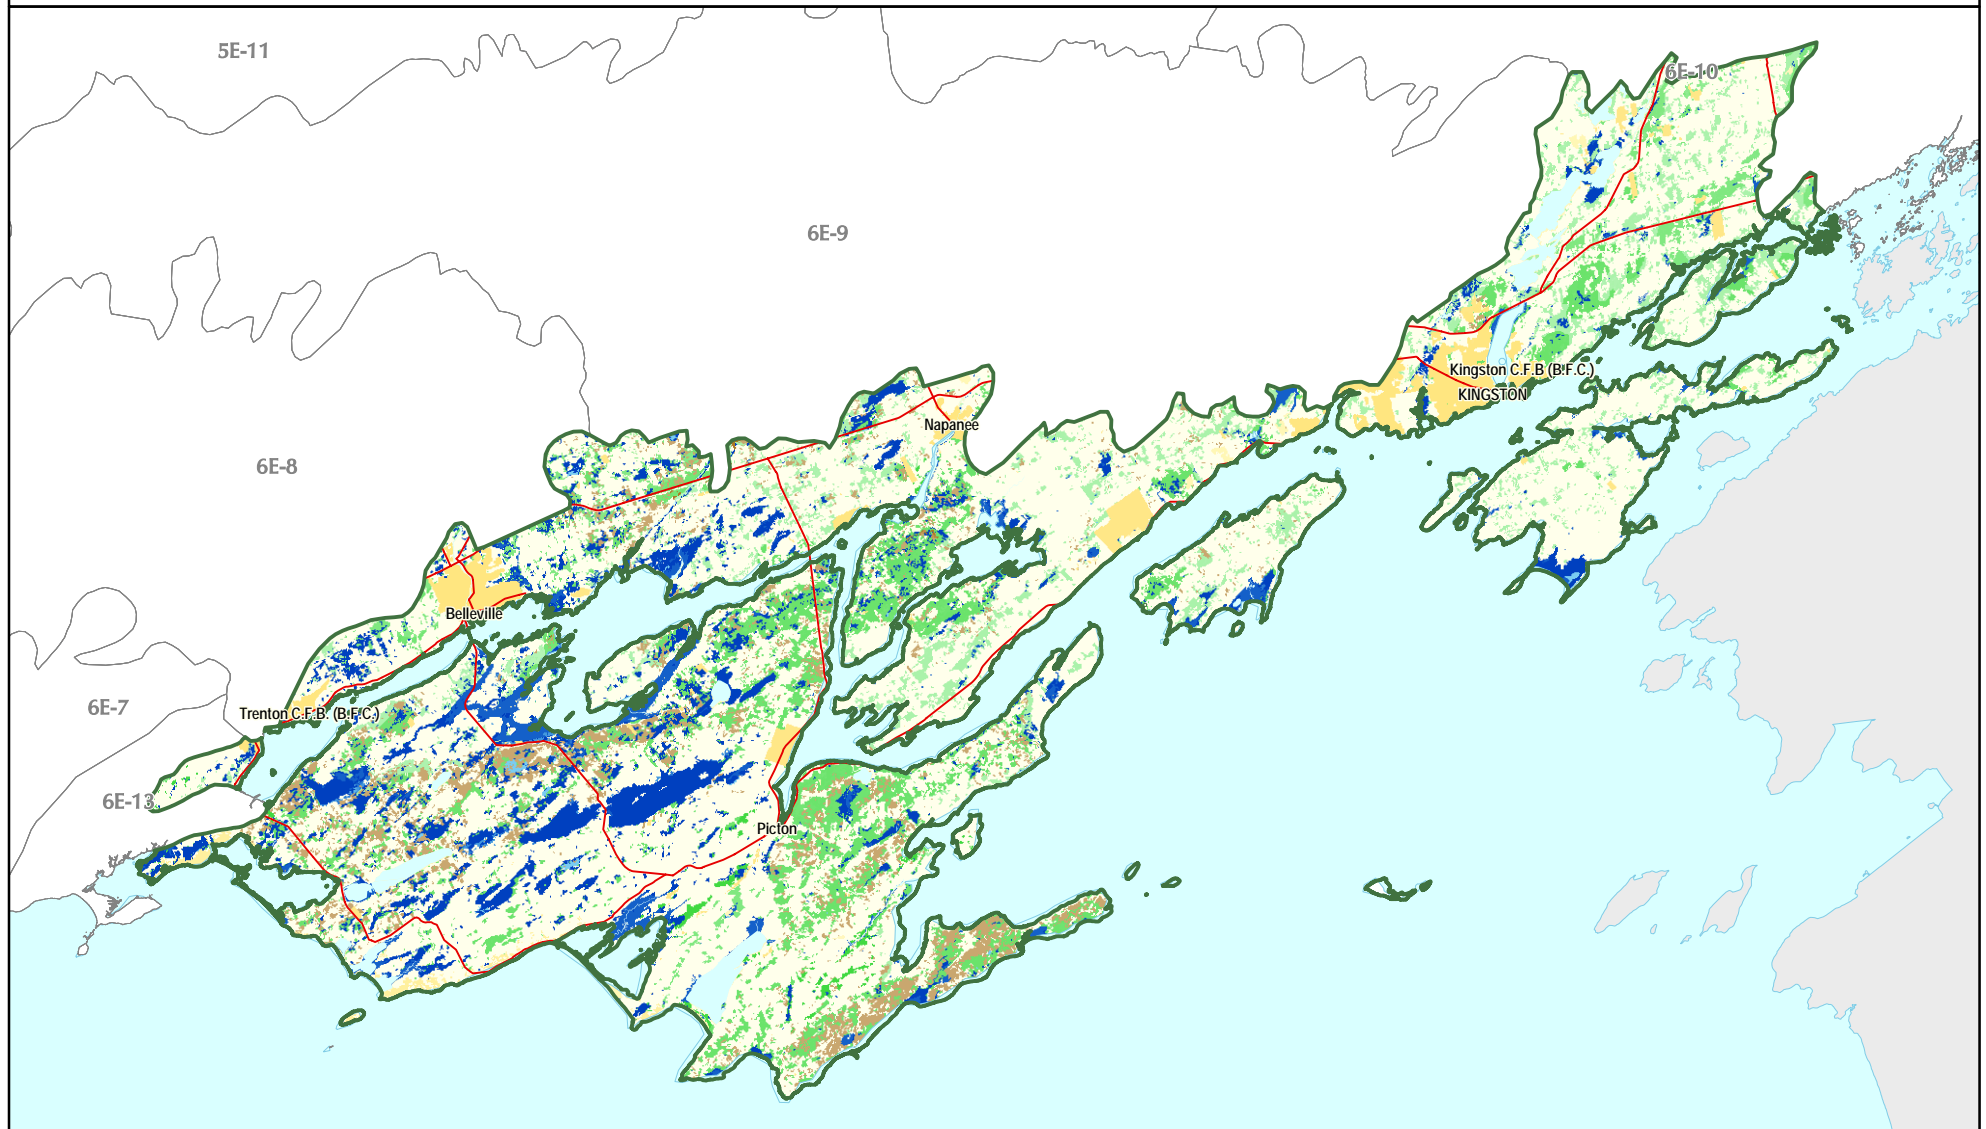 5E-11
6E-10
6E-9
Kingston C.F.B (B.F.C.)
KINGSTON
Napanee
6E-8
Belleville
6E-7
Trenton C.F.B. (B.F.C.)
6E-13
Picton